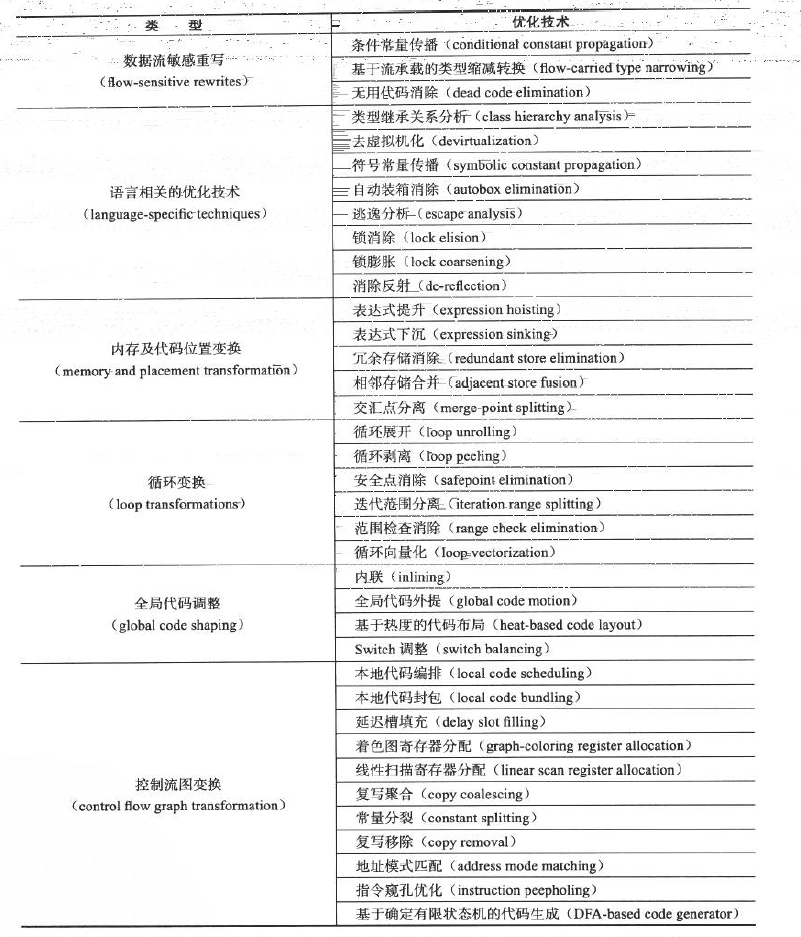 类 型 优化技术
数据流敏感重写
(flow-sensitive rewrites)
条件常量传播（conditional constant propagation）
基于流承载的类型缩减转换（flow-carried type narrowing）
无用代码消除（dead code elimination）
语言相关的优化技术
(language-specific techniques)
类型继承关系分析（class hierarchy analysis）
去虚拟机化（devirtualization）
符号常量传播（symbolic constant propagation）
自动装箱消除（autobox elimination）
逃逸分析（escape analysis）
锁消除（lock elision）
锁膨胀（lock coarsening）
消除反射（de-reflection）
内存及代码位置变换
(memory and placement transformation)
表达式提升（expression hoisting）
表达式下沉（expression sinking）
冗余存储消除（redundant store elimination）
相邻存储合并（adjacent store fusion）
交汇点分离（merge-point splitting）
循环变换
(loop transformations)
循环展开（loop unrolling）
循环剥离（loop peeling）
安全点消除（safepoint elimination）
迭代范围分离（iteration range splitting）
范围检查消除（range check elimination）
循环向量化（loop vectorization）
全局代码调整
(global code shaping)
内联（inlining）
全局代码外提（global code motion）
基于热度的代码布局（heat-based code layout）
Switch 调整（switch balancing）
控制流图变换
(control flow graph transformation)
本地代码编排（local code scheduling）
本地代码封包（local code bundling）
延迟槽填充（delay slot filling）
着色图寄存器分配（graph-coloring register allocation）
线性扫描寄存器分配（linear scan register allocation）
复写聚合（copy coalescing）
常量分裂（constant splitting）
复写移除（copy removal）
地址模式匹配（address mode matching）
指令窥孔优化（instruction peepholing）
基于确定有限状态机的代码生成（DFA-based code generator）